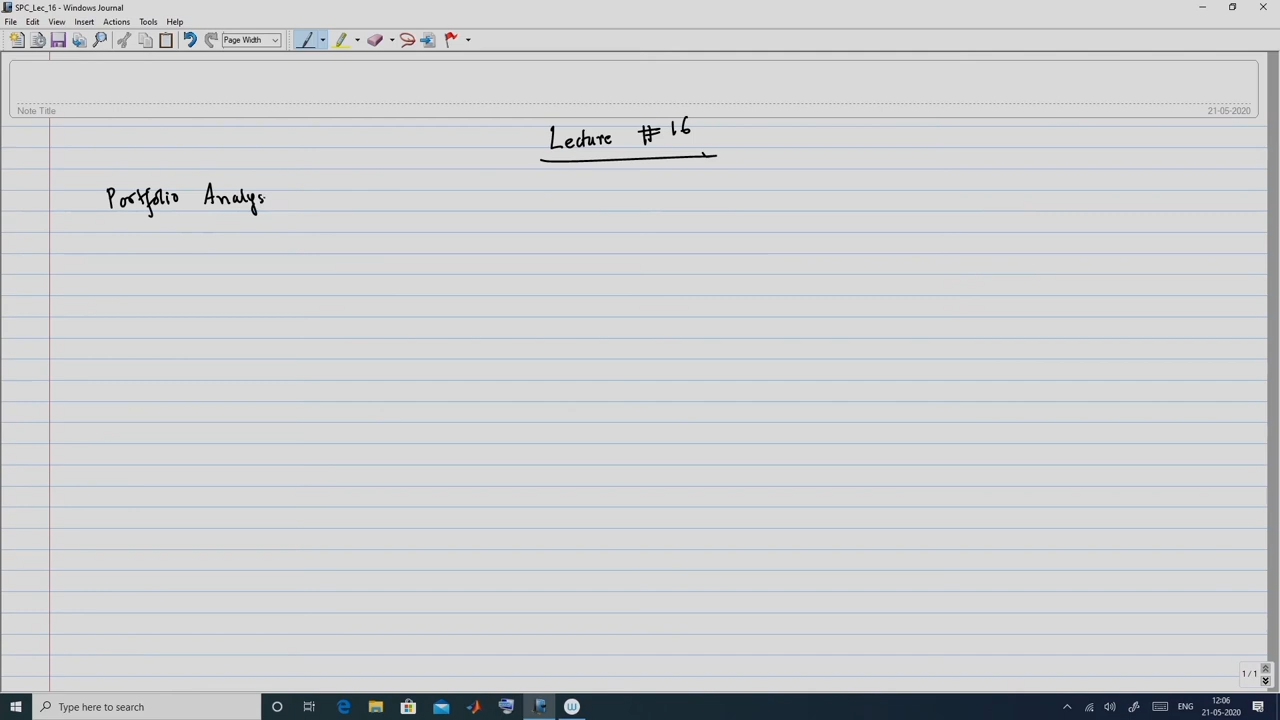 SPC_Lec_16 - Windows Journal
File Edit View Insert Actions Tools Help
Page Width
Note Title
21-05-2020
Lecture # 16
Portfolio Analys
1 / 1
Type here to search
ENG
12:06
21-05-2020